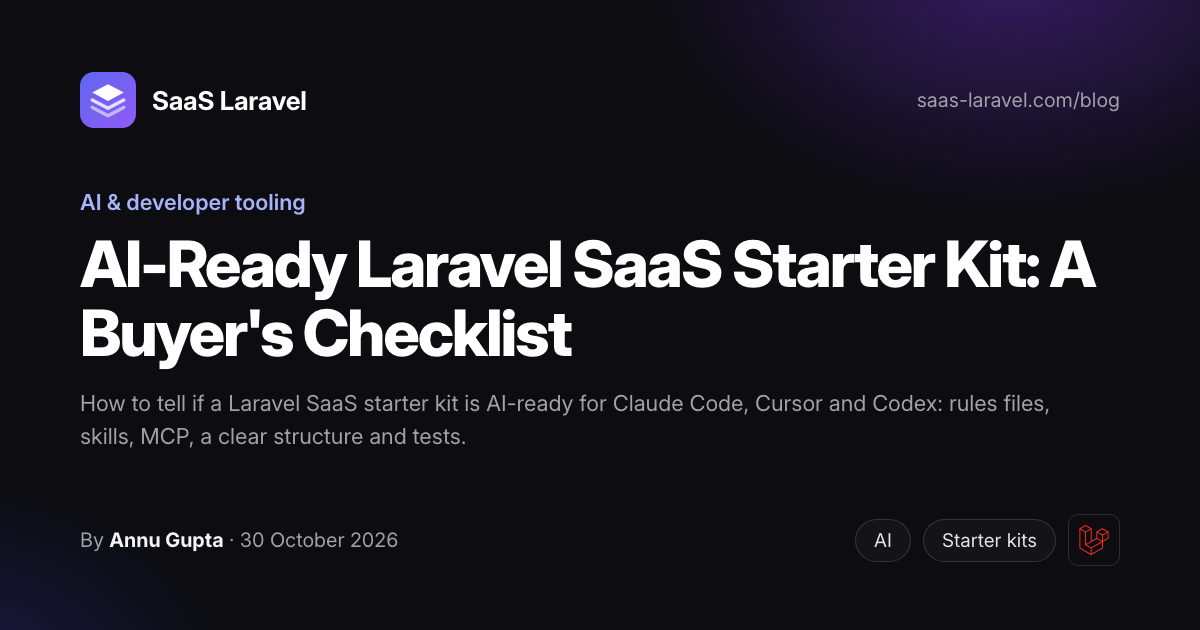 SaaS Laravel
saas-laravel.com/blog
AI & developer tooling
AI-Ready Laravel SaaS Starter Kit: A
Buyer's Checklist
How to tell if a Laravel SaaS starter kit is AI-ready for Claude Code, Cursor and Codex: rules files,
skills, MCP, a clear structure and tests.
By Annu Gupta · 30 October 2026
AI
Starter kits